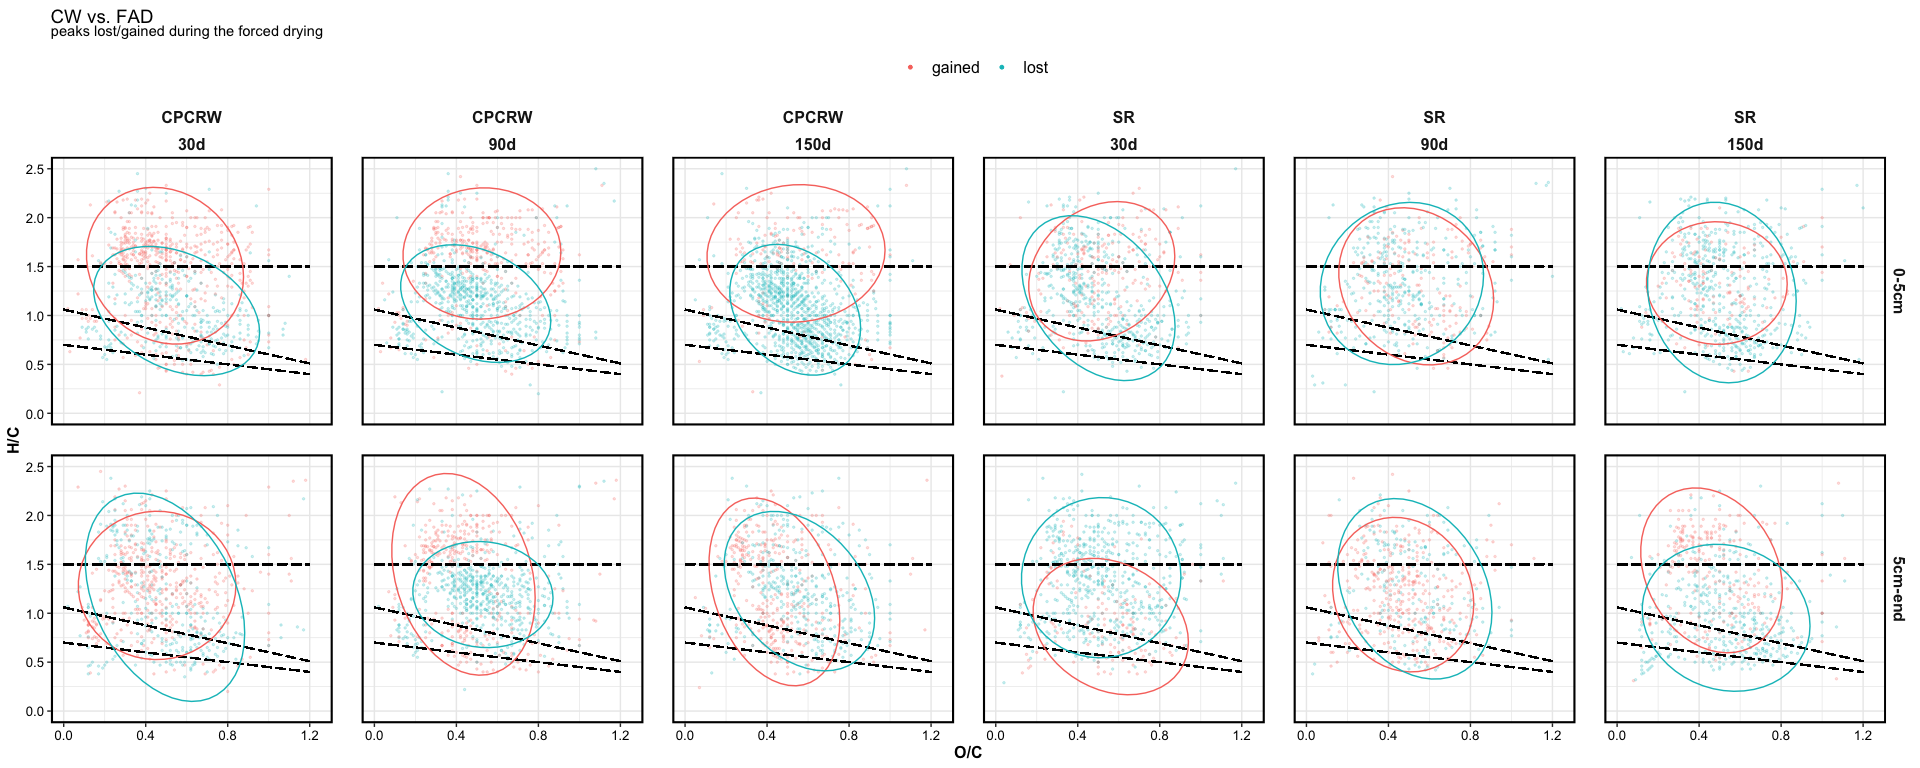 CW vs. FAD
peaks lost/gained during the forced drying
gained lost
CPCRW CPCRW CPCRW SR SR SR
30d 90d 150d 30d 90d 150d
2.5
2.0
1.5
1.0
0.5
0.0
0-5cm
H/C
2.5
2.0
1.5
1.0
0.5
0.0
5cm-end
0.0 0.4 0.8 1.2 0.0 0.4 0.8 1.2 0.0 0.4 0.8 1.2 0.0 0.4 0.8 1.2 0.0 0.4 0.8 1.2 0.0 0.4 0.8 1.2
O/C